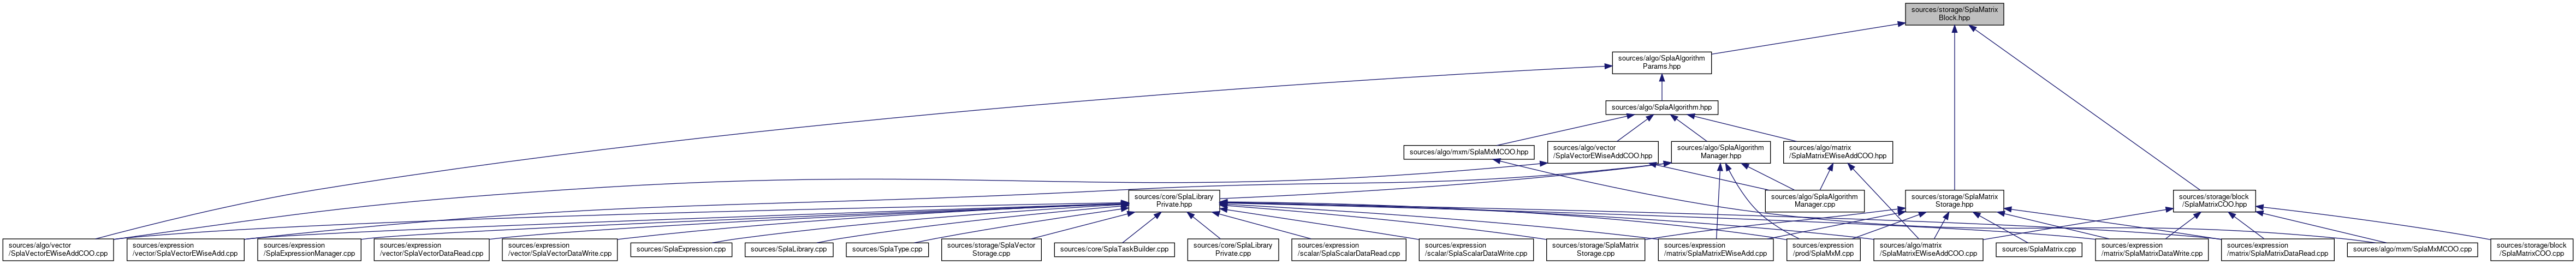 sources/storage/SplaMatrix
Block.hpp
sources/algo/SplaAlgorithm
Params.hpp
sources/algo/SplaAlgorithm.hpp
sources/algo/mxm/SplaMxMCOO.hpp
sources/algo/vector
/SplaVectorEWiseAddCOO.hpp
sources/algo/SplaAlgorithm
Manager.hpp
sources/algo/matrix
/SplaMatrixEWiseAddCOO.hpp
sources/core/SplaLibrary
Private.hpp
sources/algo/SplaAlgorithm
Manager.cpp
sources/storage/SplaMatrix
Storage.hpp
sources/storage/block
/SplaMatrixCOO.hpp
sources/algo/vector
/SplaVectorEWiseAddCOO.cpp
sources/expression
/vector/SplaVectorEWiseAdd.cpp
sources/expression
/SplaExpressionManager.cpp
sources/expression
/vector/SplaVectorDataRead.cpp
sources/expression
/vector/SplaVectorDataWrite.cpp
sources/SplaExpression.cpp
sources/SplaLibrary.cpp
sources/SplaType.cpp
sources/storage/SplaVector
Storage.cpp
sources/core/SplaTaskBuilder.cpp
sources/core/SplaLibrary
Private.cpp
sources/expression
/scalar/SplaScalarDataRead.cpp
sources/expression
/scalar/SplaScalarDataWrite.cpp
sources/storage/SplaMatrix
Storage.cpp
sources/expression
/matrix/SplaMatrixEWiseAdd.cpp
sources/expression
/prod/SplaMxM.cpp
sources/algo/matrix
/SplaMatrixEWiseAddCOO.cpp
sources/SplaMatrix.cpp
sources/expression
/matrix/SplaMatrixDataWrite.cpp
sources/expression
/matrix/SplaMatrixDataRead.cpp
sources/algo/mxm/SplaMxMCOO.cpp
sources/storage/block
/SplaMatrixCOO.cpp